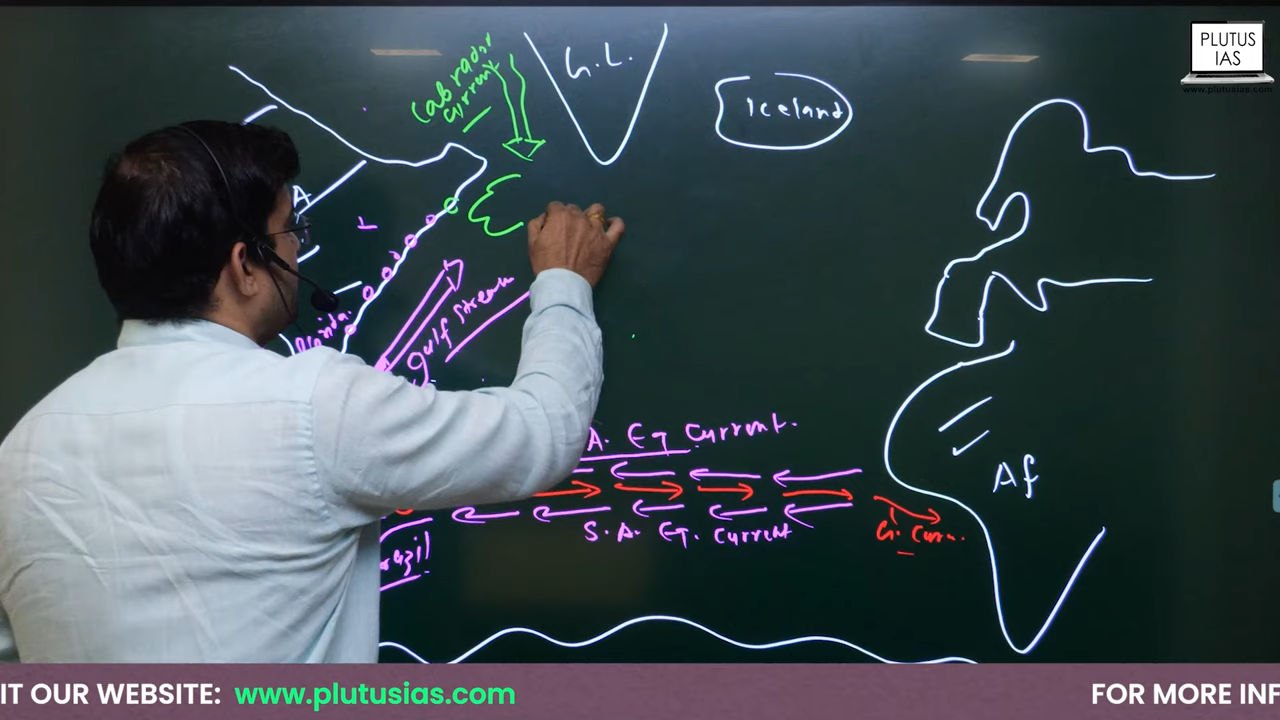 PLUTUS
IAS
www.plutusias.com
Labrador
Current
G.L.
Iceland
A
Florida.
gulf stream
A. Eq Current.
S. A. Eq. Current
G. Curr.
Af
IT OUR WEBSITE: www.plutusias.com
FOR MORE INF